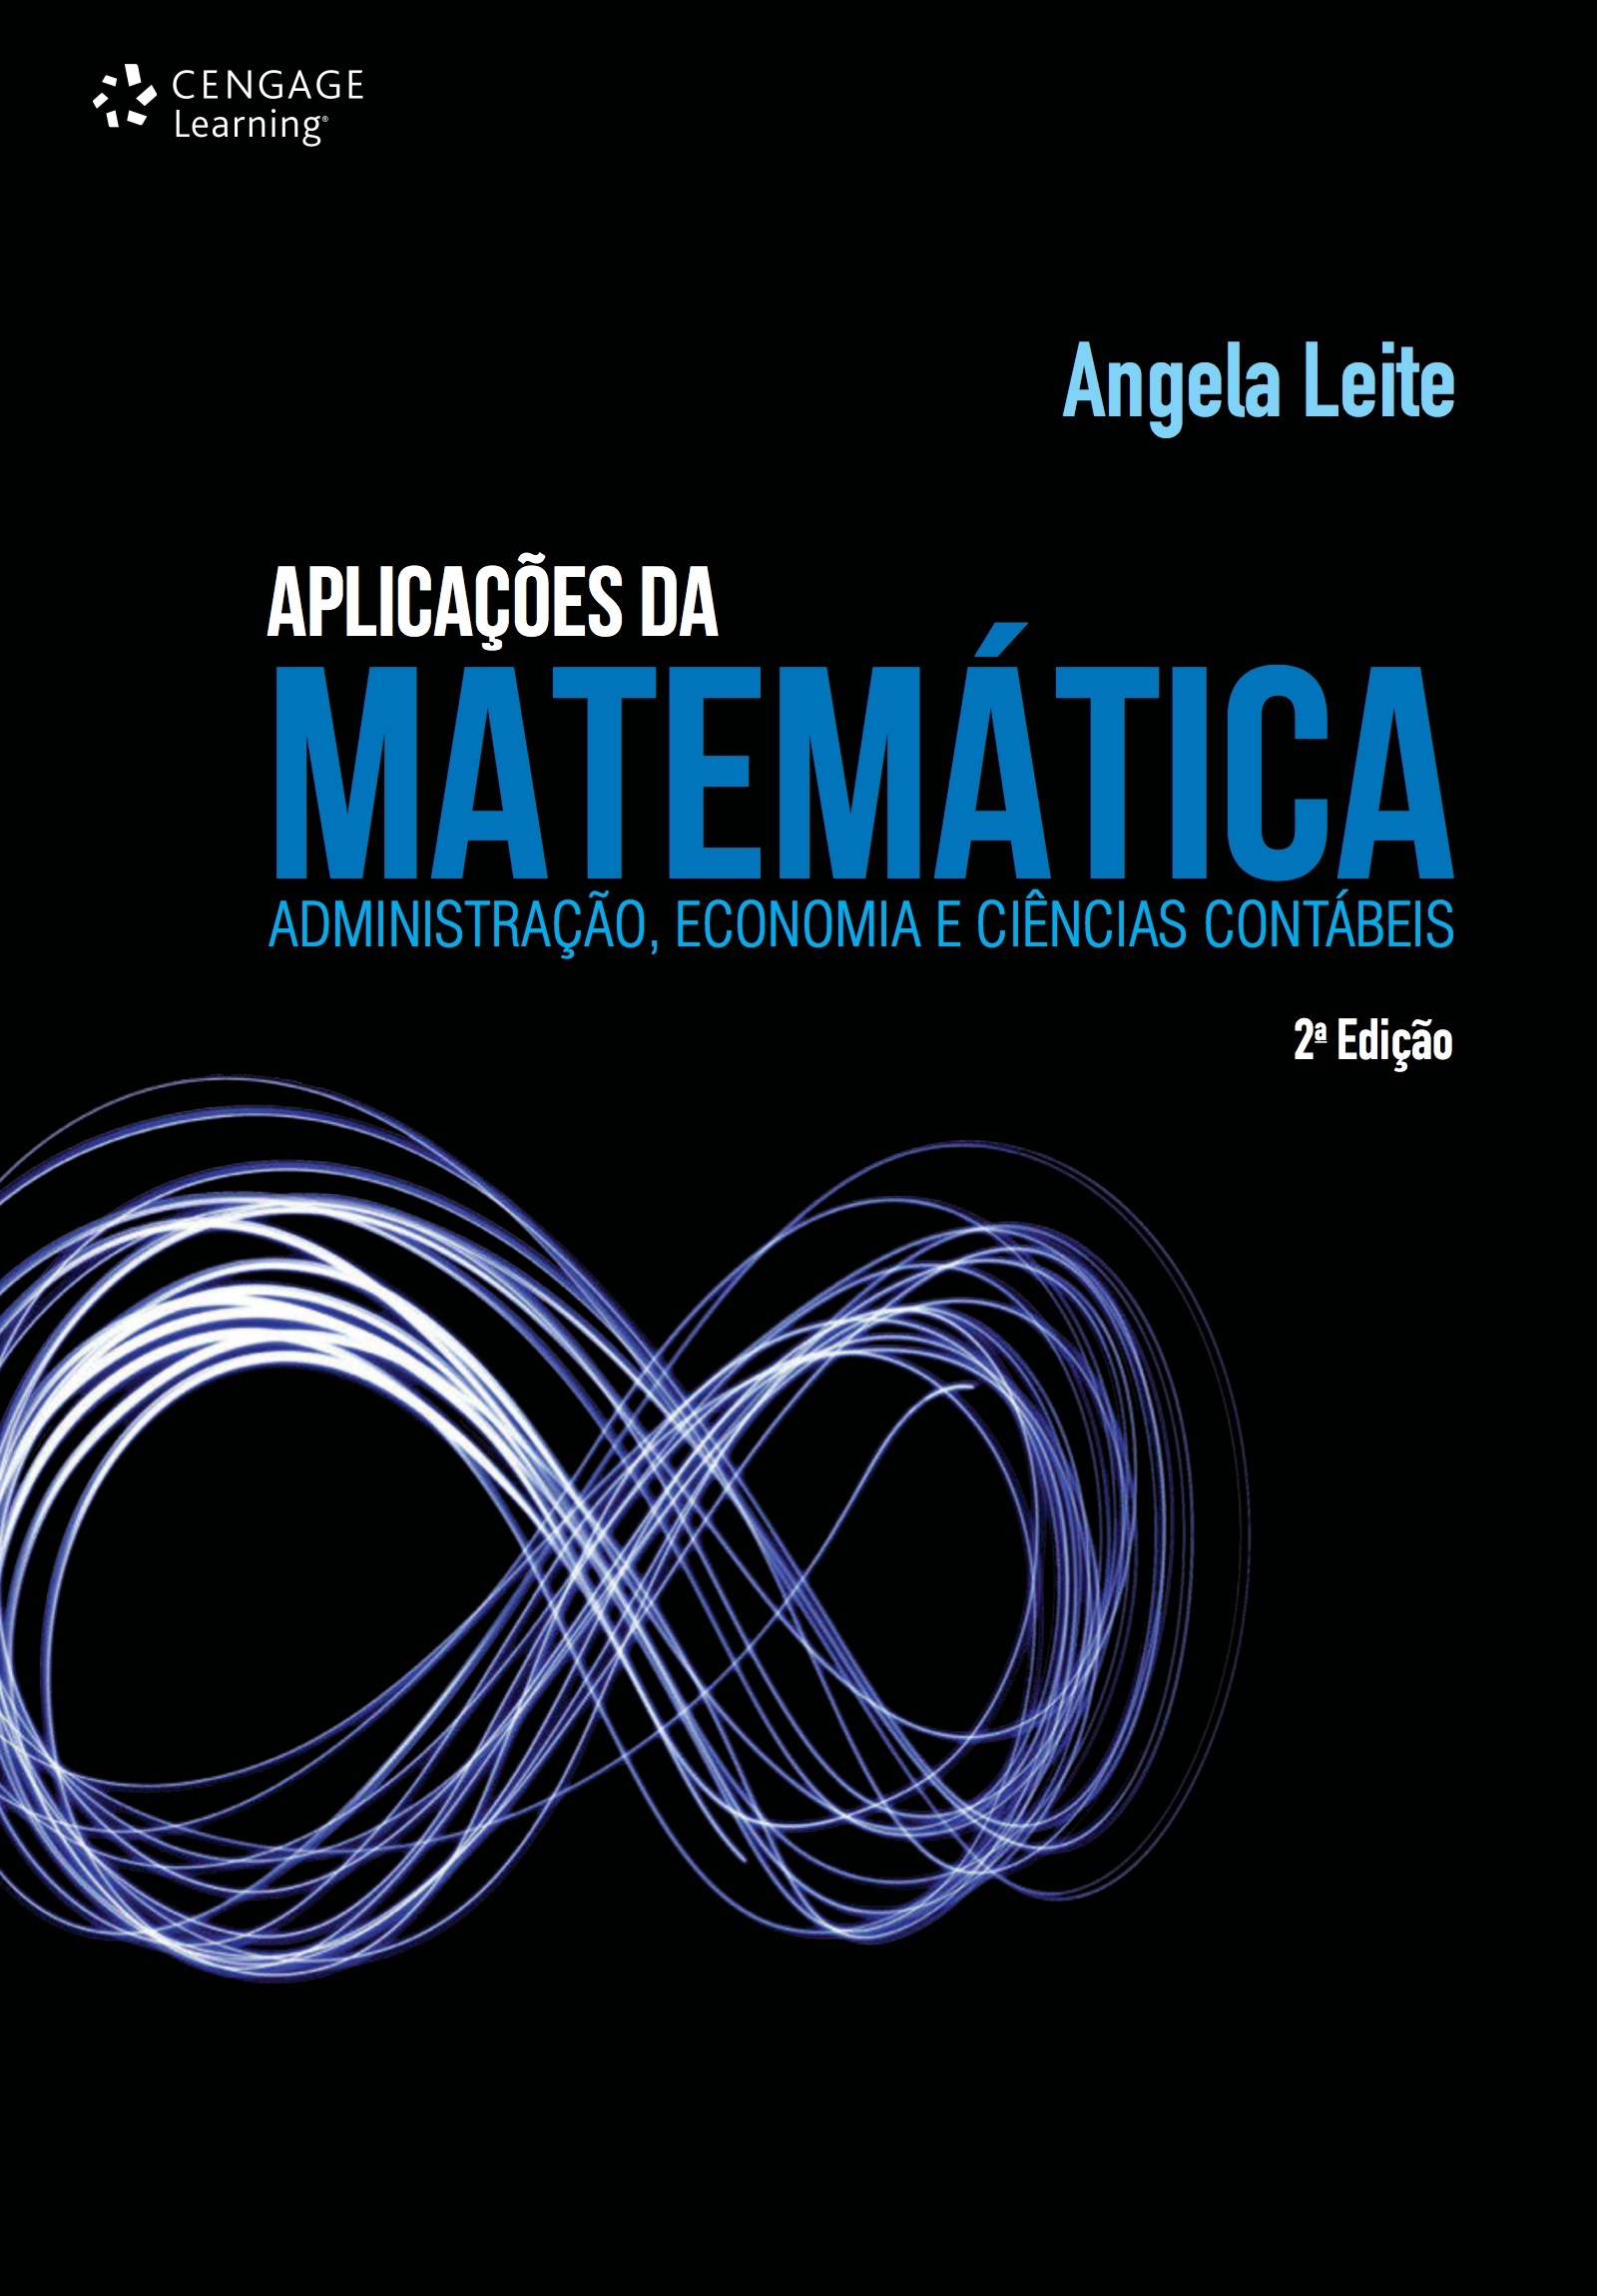 CENGAGE
Learning®
Angela Leite
APLICAÇÕES DA
MATEMÁTICA
ADMINISTRAÇÃO, ECONOMIA E CIÊNCIAS CONTÁBEIS
2ª Edição